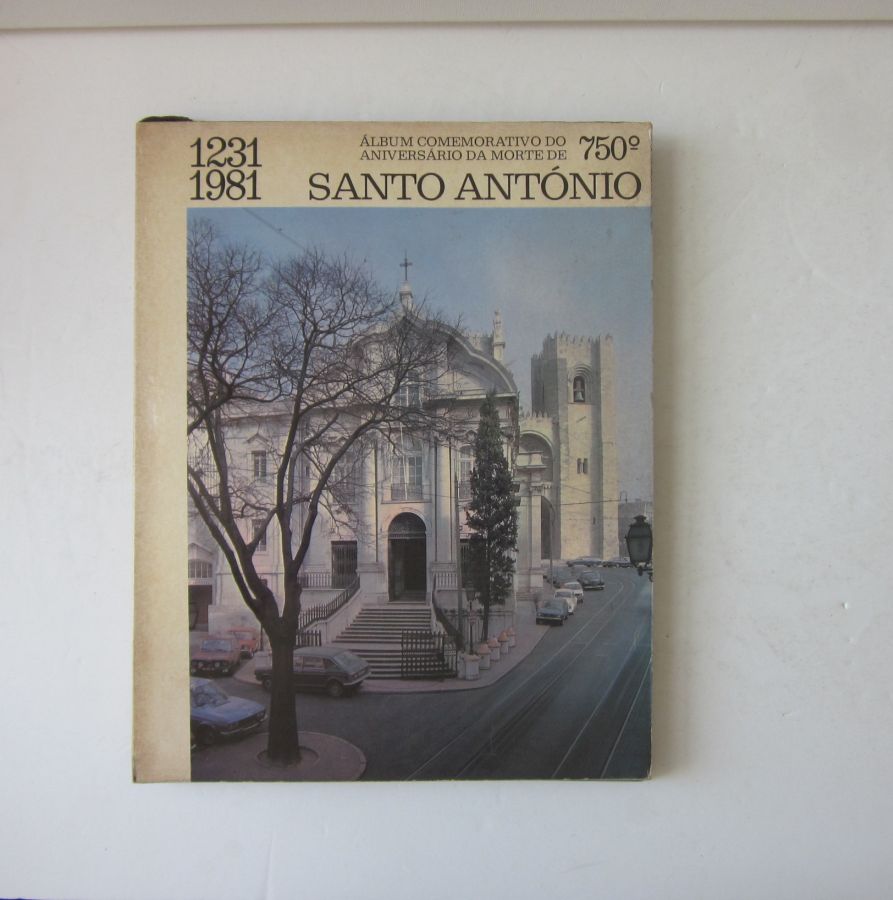 1231
1981
ÁLBUM COMEMORATIVO DO 750º
ANIVERSÁRIO DA MORTE DE
SANTO ANTÓNIO